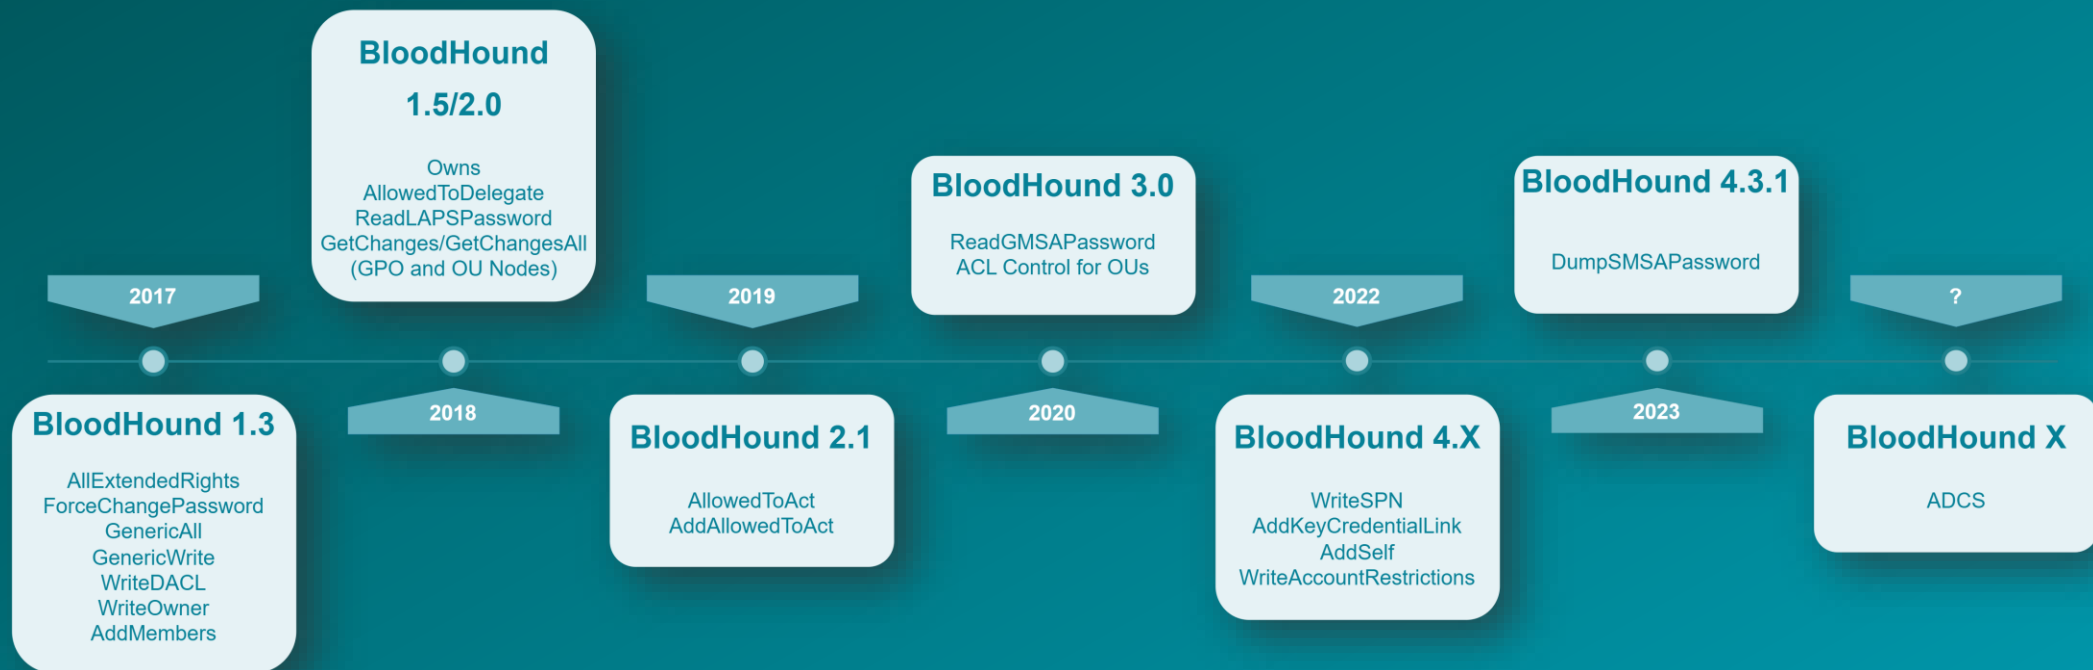 2017
BloodHound 1.3
AllExtendedRights
ForceChangePassword
GenericAll
GenericWrite
WriteDACL
WriteOwner
AddMembers
BloodHound
1.5/2.0
Owns
AllowedToDelegate
ReadLAPSPassword
GetChanges/GetChangesAll
(GPO and OU Nodes)
2018
2019
BloodHound 2.1
AllowedToAct
AddAllowedToAct
BloodHound 3.0
ReadGMSAPassword
ACL Control for OUs
2020
2022
BloodHound 4.X
WriteSPN
AddKeyCredentialLink
AddSelf
WriteAccountRestrictions
BloodHound 4.3.1
DumpSMSAPassword
2023
?
BloodHound X
ADCS